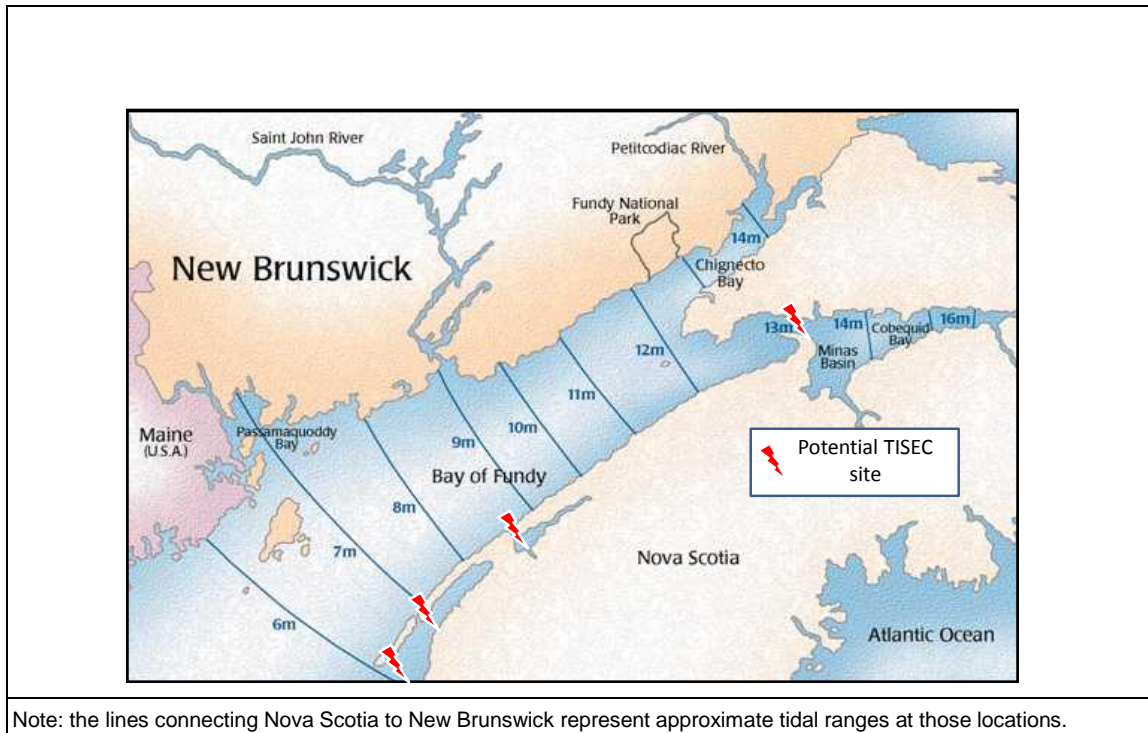 Saint John River
Petitcodiac River
Fundy National
Park
14m
New Brunswick
Chignecto
Bay
13m
14m
Cobequid
Bay
16m
Minas
Basin
12m
11m
Maine
(U.S.A.)
Passamaquoddy
Bay
9m
10m
Bay of Fundy
8m
7m
6m
Potential TISEC
site
Nova Scotia
Atlantic Ocean
Note: the lines connecting Nova Scotia to New Brunswick represent approximate tidal ranges at those locations.